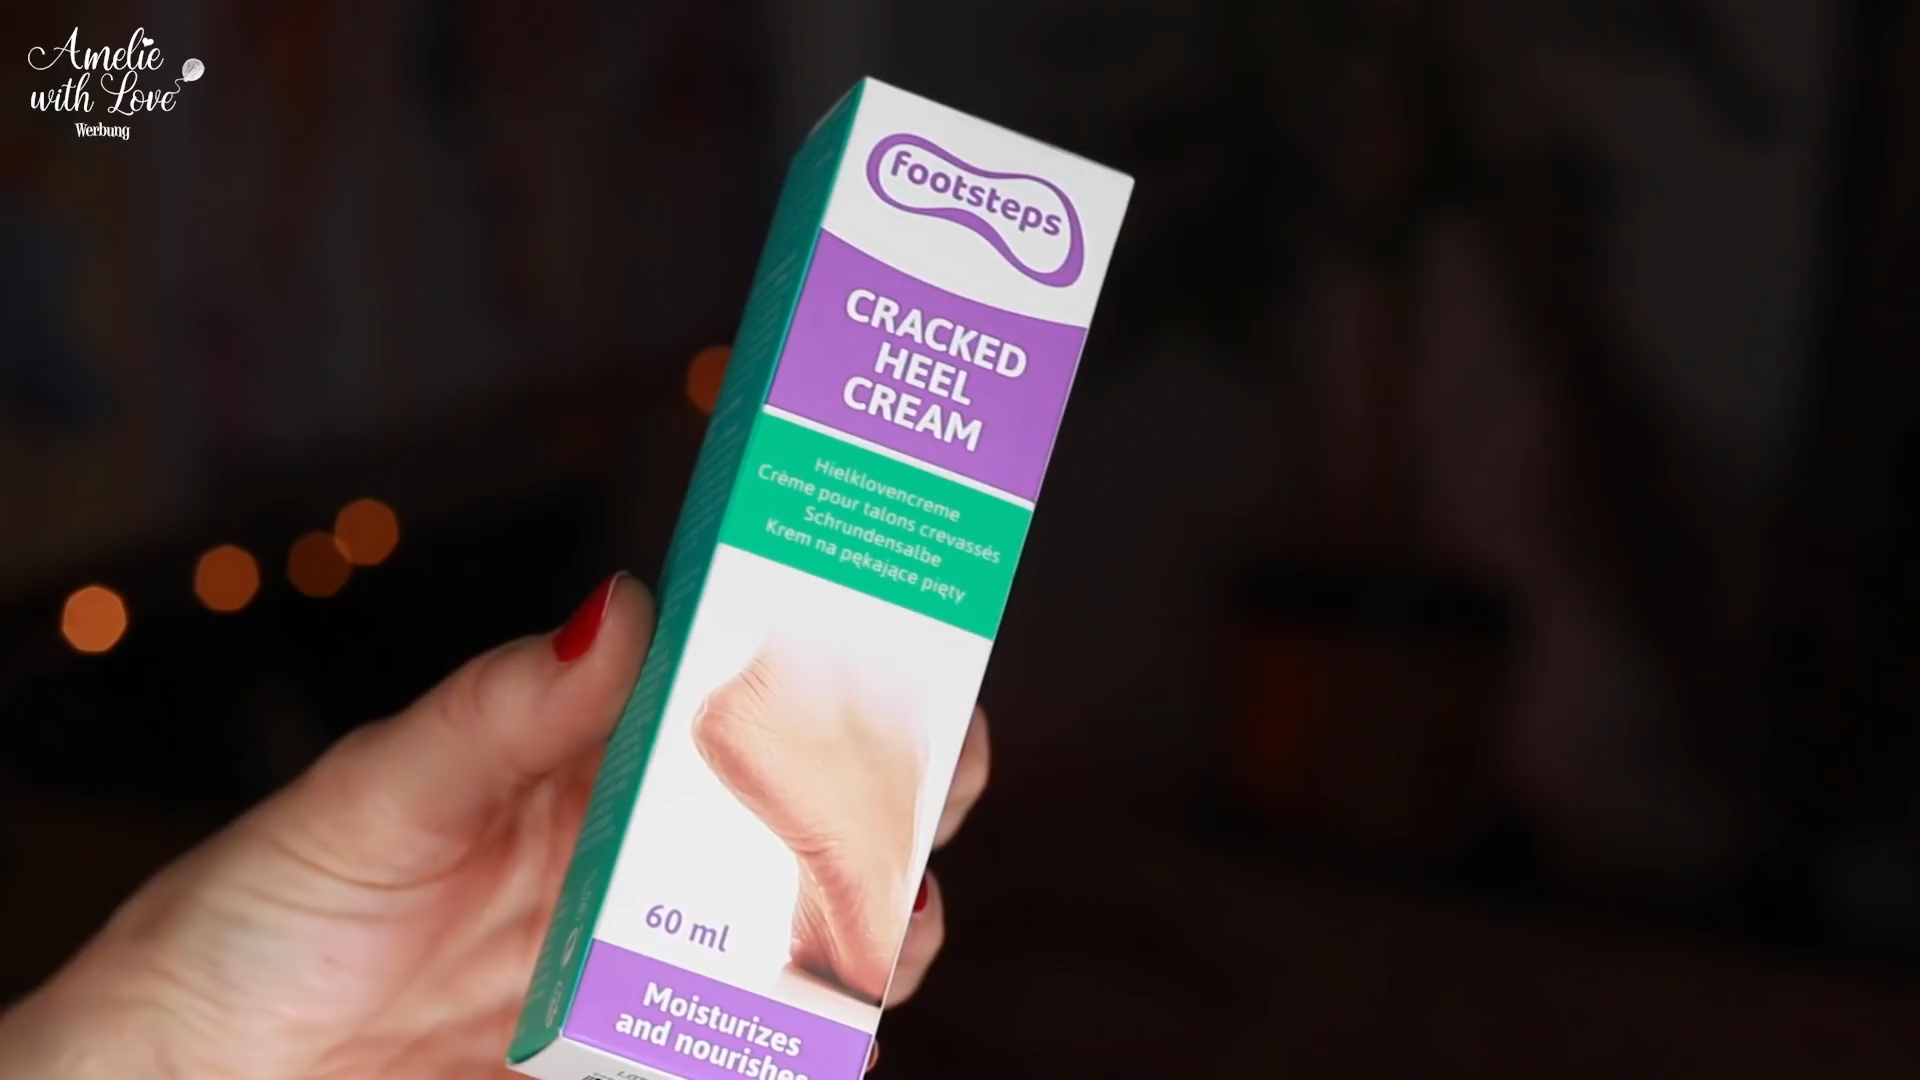 Amelie
with Love
Werbung
footsteps
CRACKED
HEEL
CREAM
Hielklovencreme
Crème pour talons crevassés
Schrundensalbe
Krem na pękające pięty
60 ml
Moisturizes
and nourishes